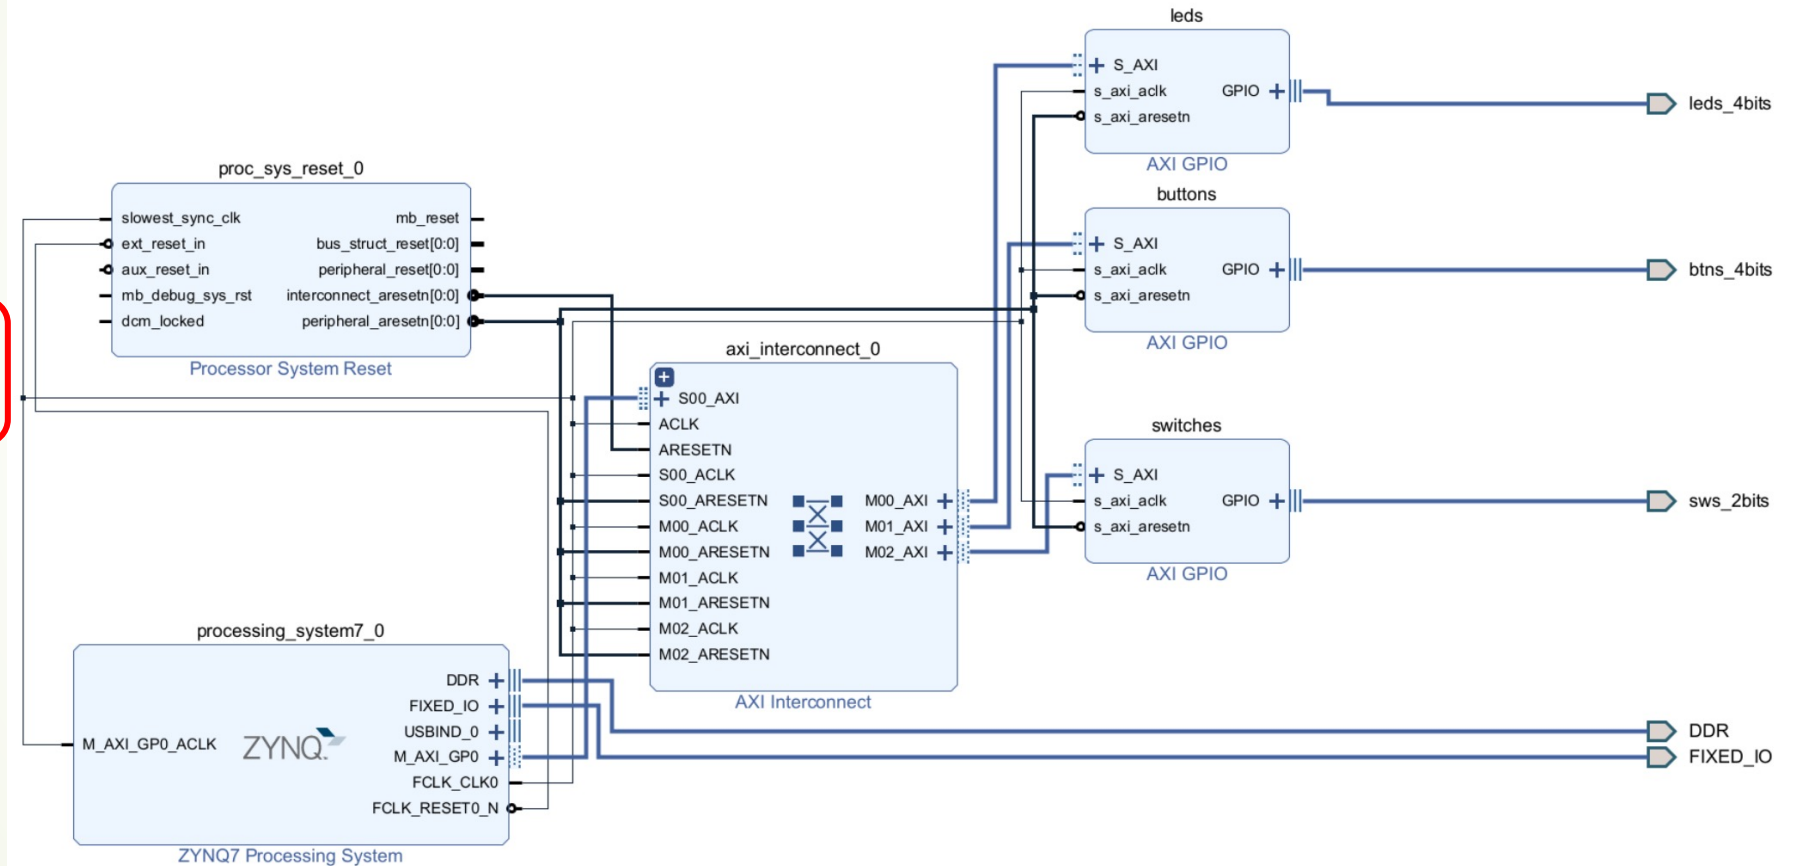 leds
S_AXI
s_axi_aclk
s_axi_aresetn
GPIO
AXI GPIO
leds_4bits
buttons
S_AXI
s_axi_aclk
s_axi_aresetn
GPIO
AXI GPIO
btns_4bits
proc_sys_reset_0
slowest_sync_clk
ext_reset_in
aux_reset_in
mb_debug_sys_rst
dcm_locked
mb_reset
bus_struct_reset[0:0]
peripheral_reset[0:0]
interconnect_aresetn[0:0]
peripheral_aresetn[0:0]
Processor System Reset
axi_interconnect_0
S00_AXI
ACLK
ARESETN
S00_ACLK
S00_ARESETN
M00_ACLK
M00_ARESETN
M01_ACLK
M01_ARESETN
M02_ACLK
M02_ARESETN
M00_AXI
M01_AXI
M02_AXI
AXI Interconnect
switches
S_AXI
s_axi_aclk
s_axi_aresetn
GPIO
AXI GPIO
sws_2bits
processing_system7_0
M_AXI_GP0_ACLK
ZYNQ
DDR
FIXED_IO
USBIND_0
M_AXI_GP0
FCLK_CLK0
FCLK_RESET0_N
ZYNQ7 Processing System
DDR
FIXED_IO